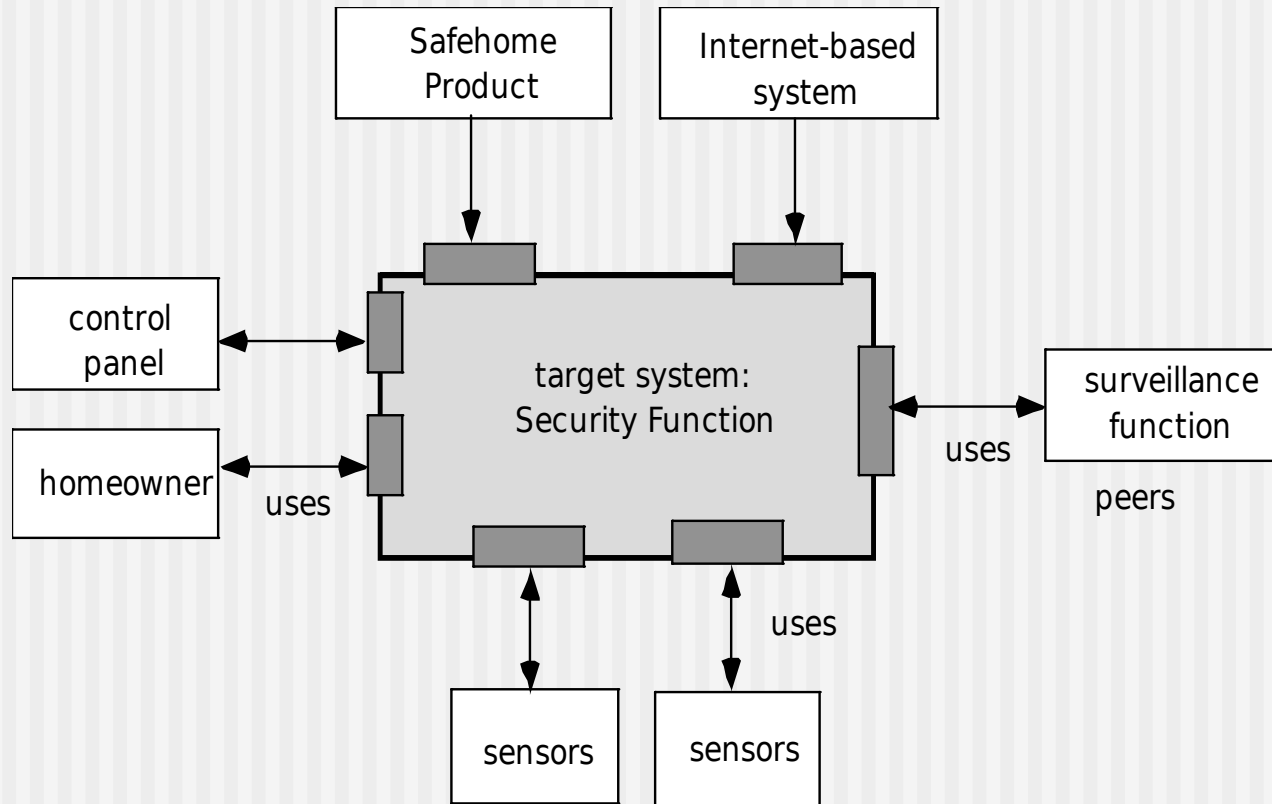 Safehome
Product
Internet-based
system
control
panel
target system:
Security Function
surveillance
function
homeowner
uses
uses
peers
uses
sensors
sensors